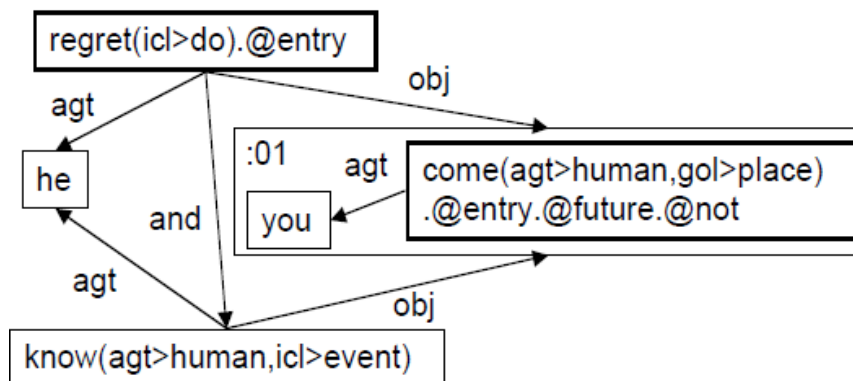 regret(icl>do).@entry
obj
agt
:01
agt
come(agt>human,gol>place)
.@entry.@future.@not
he
you
and
agt
obj
know(agt>human,icl>event)